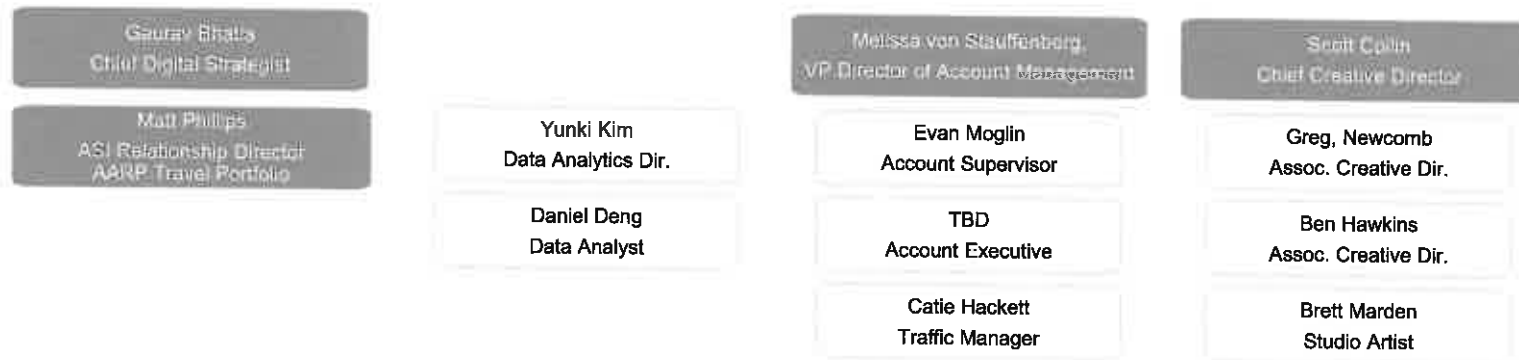 Gaurav Bhatia
Chief Digital Strategist
Matt Phillips
ASI Relationship Director
AARP Travel Portfolio
Yunki Kim
Data Analytics Dir.
Daniel Deng
Data Analyst
Melissa von Stauffenberg,
VP Director of Account Management
Evan Moglin
Account Supervisor
TBD
Account Executive
Catie Hackett
Traffic Manager
Scott Collin
Chief Creative Director
Greg, Newcomb
Assoc. Creative Dir.
Ben Hawkins
Assoc. Creative Dir.
Brett Marden
Studio Artist